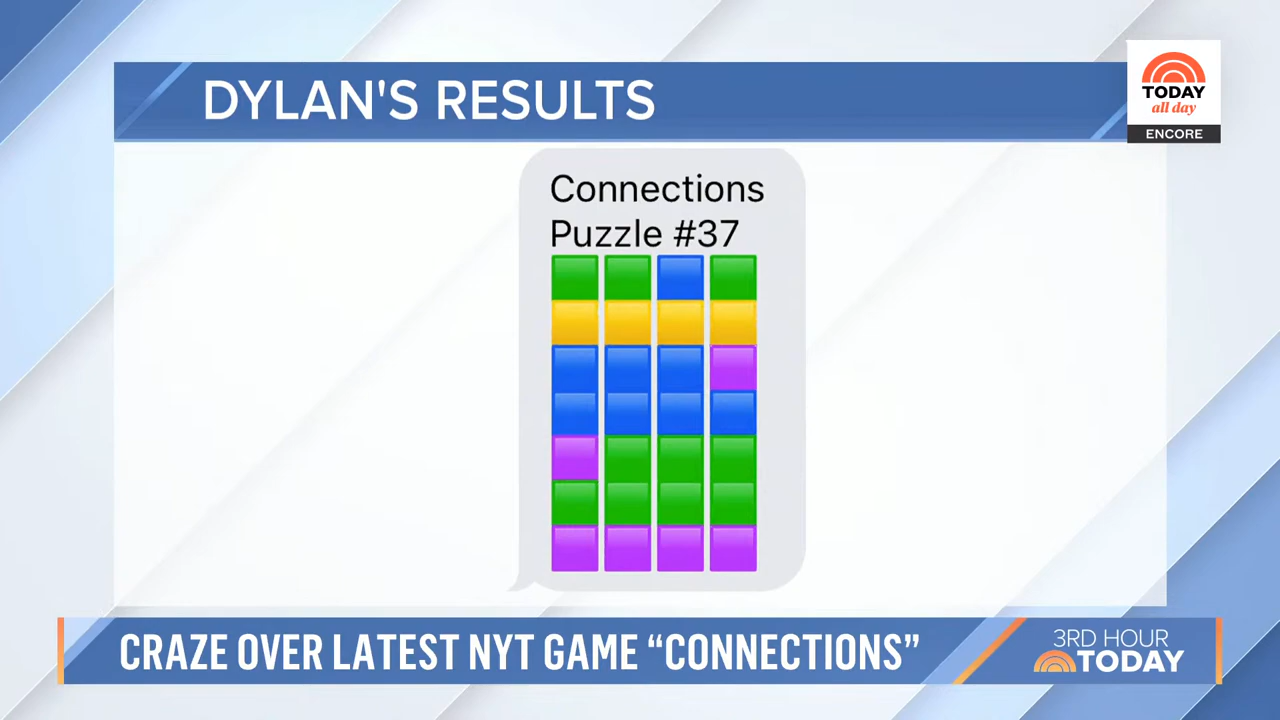 DYLAN'S RESULTS
TODAY
all day
ENCORE
Connections
Puzzle #37
CRAZE OVER LATEST NYT GAME “CONNECTIONS”
3RD HOUR
TODAY